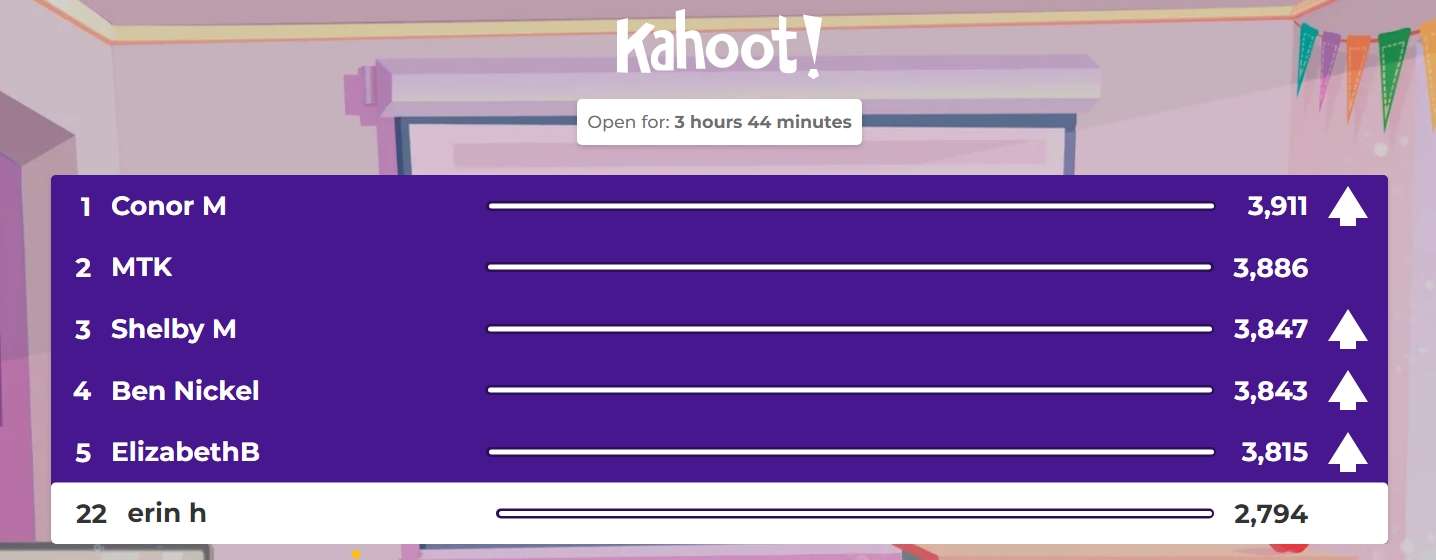 Kahoot!
Open for: 3 hours 44 minutes
1 Conor M 3,911
2 MTK 3,886
3 Shelby M 3,847
4 Ben Nickel 3,843
5 ElizabethB 3,815
22 erin h 2,794